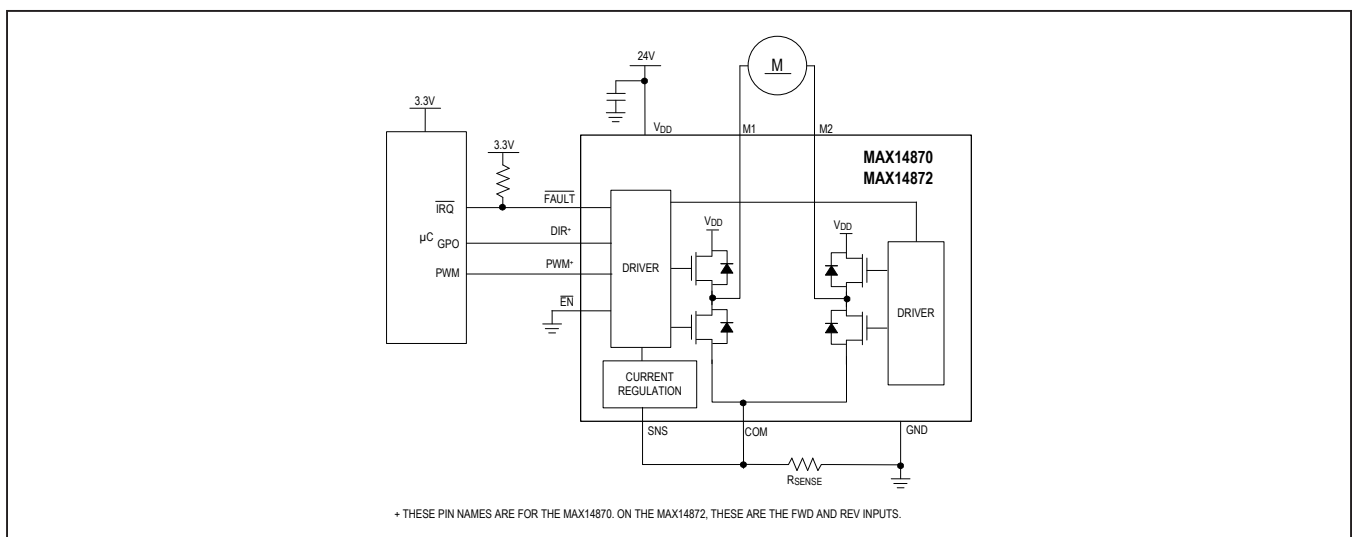 24V
M
3.3V
VDD
M1
M2
3.3V
MAX14870
MAX14872
FAULT
IRQ
DIR+
µC GPO
PWM+
PWM
EN
DRIVER
VDD
VDD
DRIVER
CURRENT
REGULATION
SNS
COM
GND
RSENSE
+ THESE PIN NAMES ARE FOR THE MAX14870. ON THE MAX14872, THESE ARE THE FWD AND REV INPUTS.